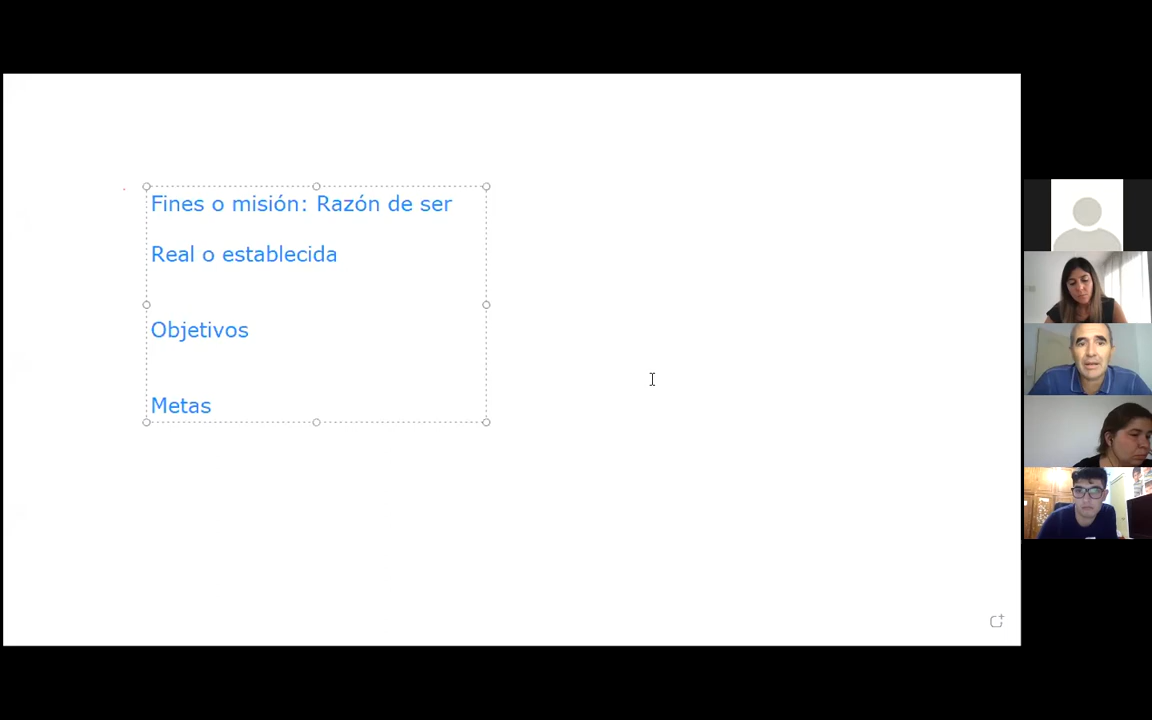 Fines o misión: Razón de ser
Real o establecida
Objetivos
Metas